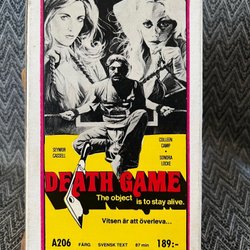 SEYMOR
CASSELL
COLLEEN
CAMP
+
SONDRA
LOCKE
DEATH GAME
The object is to stay alive.
Vitsen är att överleva...
A206 FÄRG SVENSK TEXT 87 min 189:-